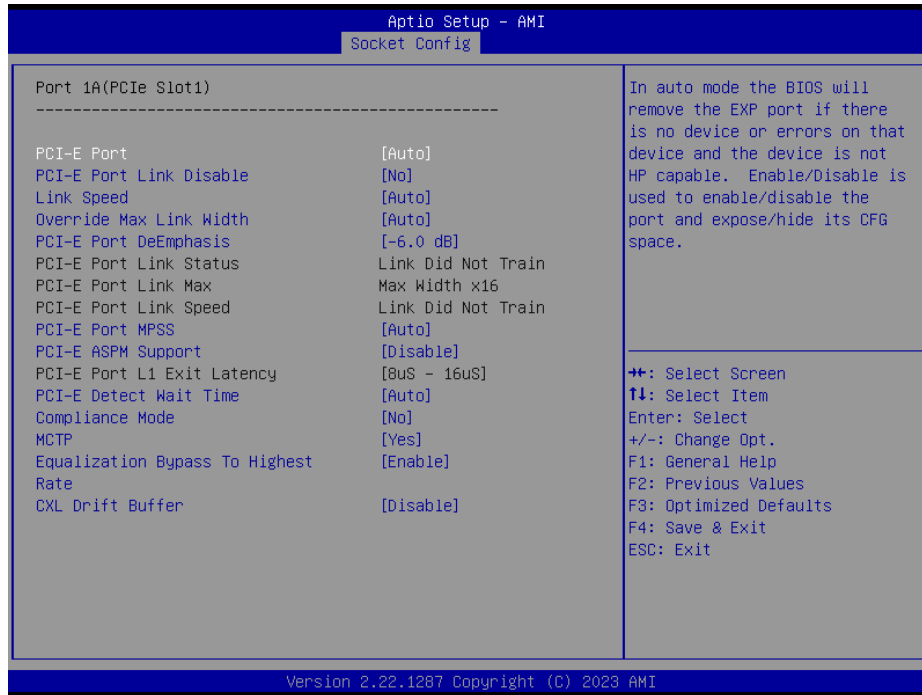 Aptio Setup - AMI
Socket Config
Port 1A(PCIe Slot1)
--------------------------------------------------
PCI-E Port [Auto]
PCI-E Port Link Disable [No]
Link Speed [Auto]
Override Max Link Width [Auto]
PCI-E Port DeEmphasis [-6.0 dB]
PCI-E Port Link Status Link Did Not Train
PCI-E Port Link Max Max Width x16
PCI-E Port Link Speed Link Did Not Train
PCI-E Port MPSS [Auto]
PCI-E ASPM Support [Disable]
PCI-E Port L1 Exit Latency [8uS - 16uS]
PCI-E Detect Wait Time [Auto]
Compliance Mode [No]
MCTP [Yes]
Equalization Bypass To Highest [Enable]
Rate
CXL Drift Buffer [Disable]
In auto mode the BIOS will
remove the EXP port if there
is no device or errors on that
device and the device is not
HP capable.  Enable/Disable is
used to enable/disable the
port and expose/hide its CFG
space.
→←: Select Screen
↑↓: Select Item
Enter: Select
+/-: Change Opt.
F1: General Help
F2: Previous Values
F3: Optimized Defaults
F4: Save & Exit
ESC: Exit
Version 2.22.1287 Copyright (C) 2023 AMI